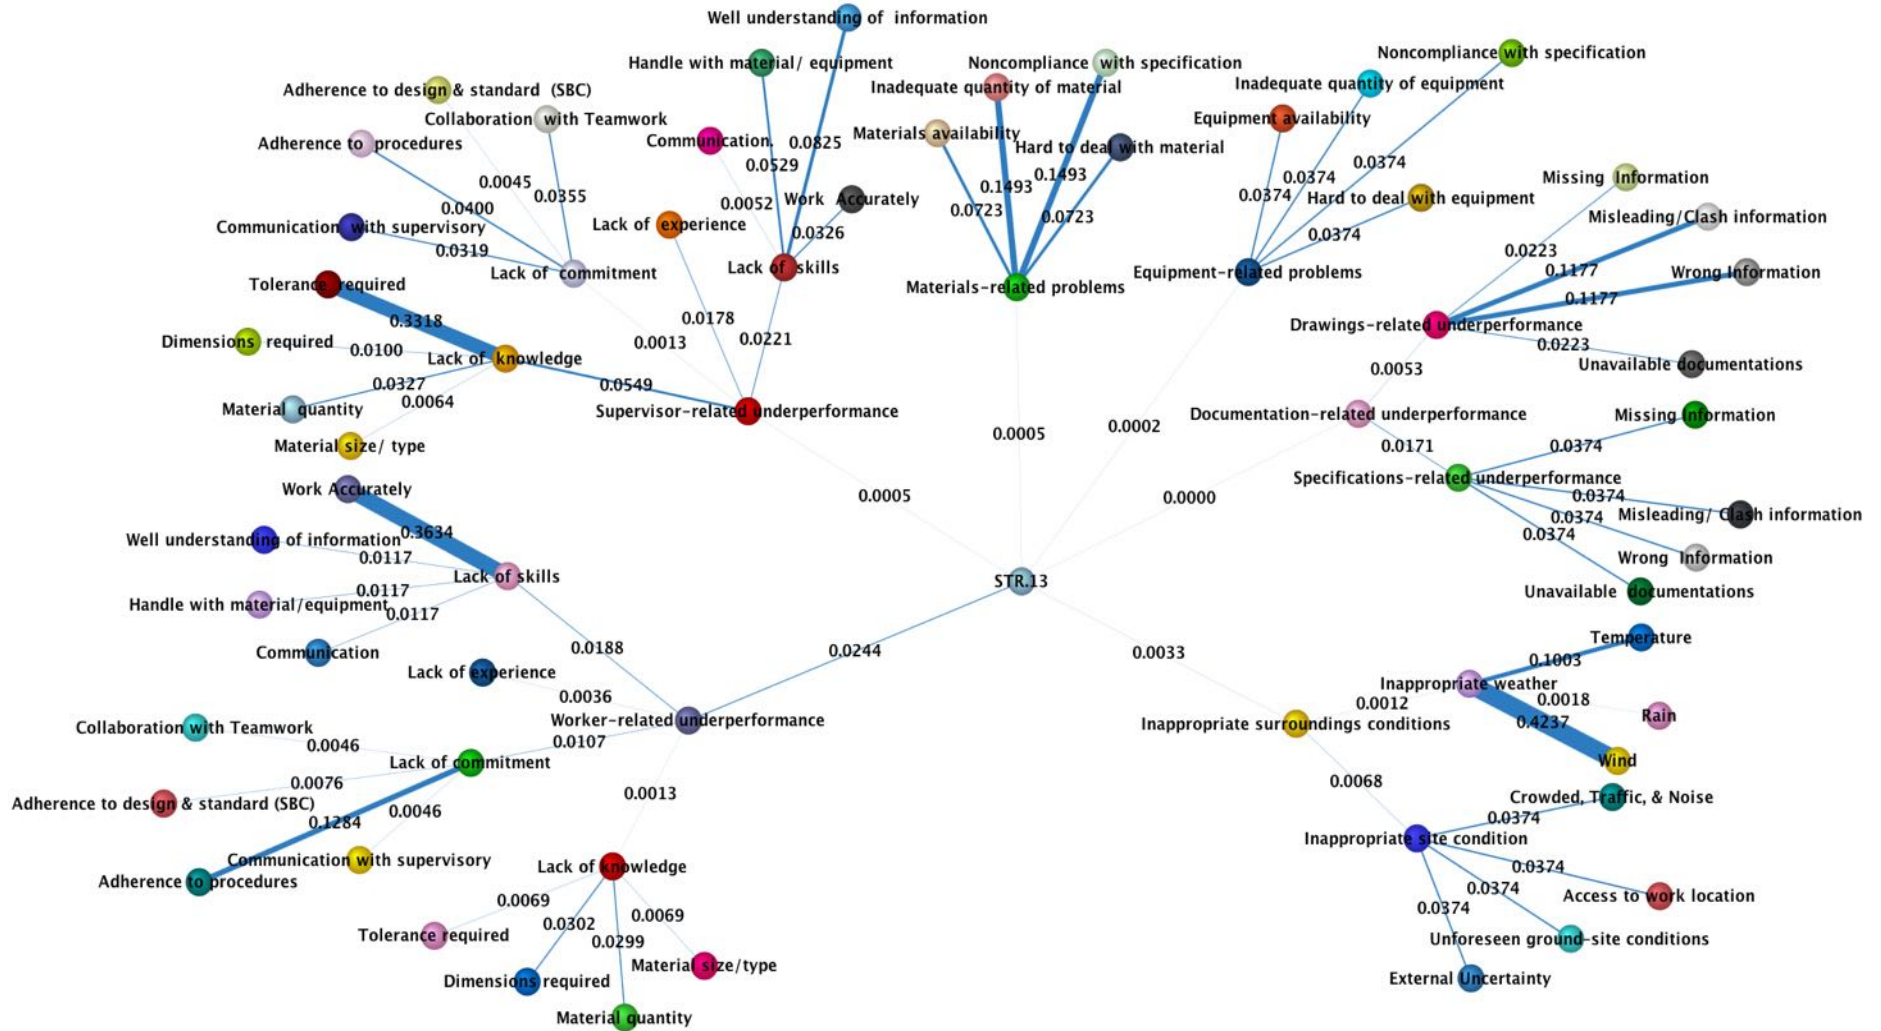 Well understanding of information
Handle with material/ equipment
Noncompliance with specification
Inadequate quantity of material
Noncompliance with specification
Inadequate quantity of equipment
Adherence to design & standard (SBC)
Collaboration with Teamwork
Adherence to procedures
Communication.
0.0825
0.0529
Materials availability
Hard to deal with material
Equipment availability
0.0045
0.0355
0.0400
0.0052
Work Accurately
0.0326
0.1493
0.1493
0.0723
0.0723
0.0374
0.0374
0.0374
Hard to deal with equipment
0.0374
Missing Information
Misleading/Clash information
Communication with supervisory
0.0319
Lack of experience
Lack of commitment
Lack of skills
Materials-related problems
Equipment-related problems
0.0223
0.1177
Wrong Information
0.1177
Tolerance required
0.3318
Dimensions required
0.0100
Lack of knowledge
0.0178
0.0013
0.0221
Drawings-related underperformance
0.0223
Unavailable documentations
0.0053
0.0327
0.0064
Material quantity
0.0549
Supervisor-related underperformance
Documentation-related underperformance
Missing Information
Material size/ type
0.0005
0.0002
0.0171
0.0374
Specifications-related underperformance
Work Accurately
0.0005
0.0000
0.0374
0.0374
Misleading/ Clash information
0.0374
Wrong Information
Unavailable documentations
0.3634
Well understanding of information
0.0117
Lack of skills
0.0117
Handle with material/equipment
0.0117
STR.13
Communication
0.0188
0.0244
0.0033
Temperature
0.1003
Inappropriate weather
0.0012
0.0018
Rain
0.4237
Wind
Lack of experience
0.0036
Worker-related underperformance
Inappropriate surroundings conditions
Collaboration with Teamwork
0.0046
0.0107
Lack of commitment
0.0076
Adherence to design & standard (SBC)
0.0046
0.1284
0.0013
0.0068
Crowded, Traffic, & Noise
0.0374
Inappropriate site condition
Communication with supervisory
Adherence to procedures
Lack of knowledge
0.0374
0.0374
0.0374
Access to work location
0.0069
0.0302
0.0299
0.0069
Tolerance required
Unforeseen ground-site conditions
Dimensions required
Material size/type
External Uncertainty
Material quantity